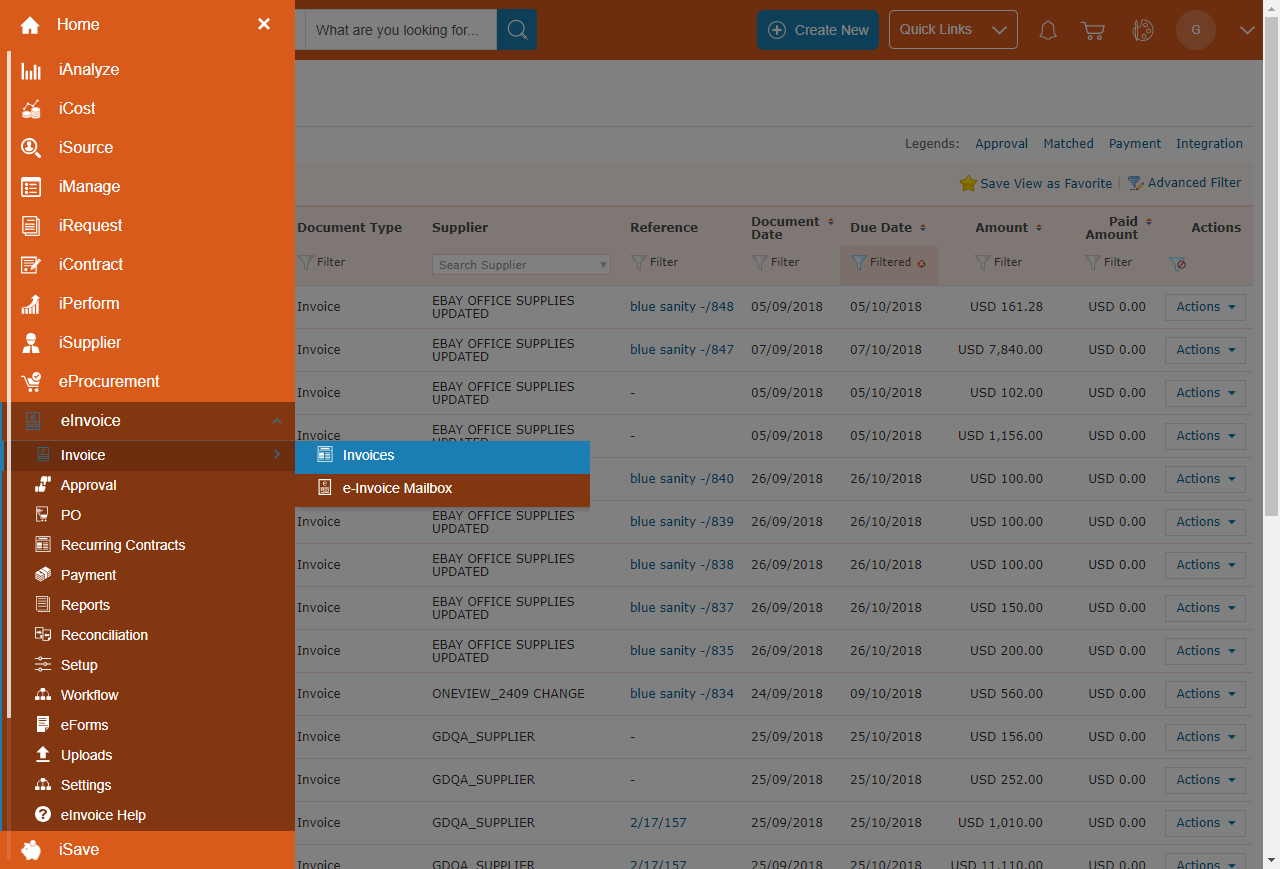 Home ×
iAnalyze
iCost
iSource
iManage
iRequest
iContract
iPerform
iSupplier
eProcurement
eInvoice
Invoice
Approval
PO
Recurring Contracts
Payment
Reports
Reconciliation
Setup
Workflow
eForms
Uploads
Settings
eInvoice Help
iSave
Invoices
e-Invoice Mailbox
What are you looking for... Create New Quick Links G
Legends: Approval Matched Payment Integration
Save View as Favorite | Advanced Filter
Document Type Supplier Reference Document Date Due Date Amount Paid Amount Actions
Filter Search Supplier Filter Filter Filtered Filter Filter
Invoice EBAY OFFICE SUPPLIES UPDATED blue sanity -/848 05/09/2018 05/10/2018 USD 161.28 USD 0.00 Actions
Invoice EBAY OFFICE SUPPLIES UPDATED blue sanity -/847 07/09/2018 07/10/2018 USD 7,840.00 USD 0.00 Actions
Invoice EBAY OFFICE SUPPLIES UPDATED - 05/09/2018 05/10/2018 USD 102.00 USD 0.00 Actions
Invoice EBAY OFFICE SUPPLIES UPDATED - 05/09/2018 05/10/2018 USD 1,156.00 USD 0.00 Actions
blue sanity -/840 26/09/2018 26/10/2018 USD 100.00 USD 0.00 Actions
Invoice EBAY OFFICE SUPPLIES UPDATED blue sanity -/839 26/09/2018 26/10/2018 USD 100.00 USD 0.00 Actions
Invoice EBAY OFFICE SUPPLIES UPDATED blue sanity -/838 26/09/2018 26/10/2018 USD 100.00 USD 0.00 Actions
Invoice EBAY OFFICE SUPPLIES UPDATED blue sanity -/837 26/09/2018 26/10/2018 USD 150.00 USD 0.00 Actions
Invoice EBAY OFFICE SUPPLIES UPDATED blue sanity -/835 26/09/2018 26/10/2018 USD 200.00 USD 0.00 Actions
Invoice ONEVIEW_2409 CHANGE blue sanity -/834 24/09/2018 09/10/2018 USD 560.00 USD 0.00 Actions
Invoice GDQA_SUPPLIER - 25/09/2018 25/10/2018 USD 156.00 USD 0.00 Actions
Invoice GDQA_SUPPLIER - 25/09/2018 25/10/2018 USD 252.00 USD 0.00 Actions
Invoice GDQA_SUPPLIER 2/17/157 25/09/2018 25/10/2018 USD 1,010.00 USD 0.00 Actions
Invoice GDQA_SUPPLIER 2/17/157 25/09/2018 25/10/2018 USD 11,110.00 USD 0.00 Actions